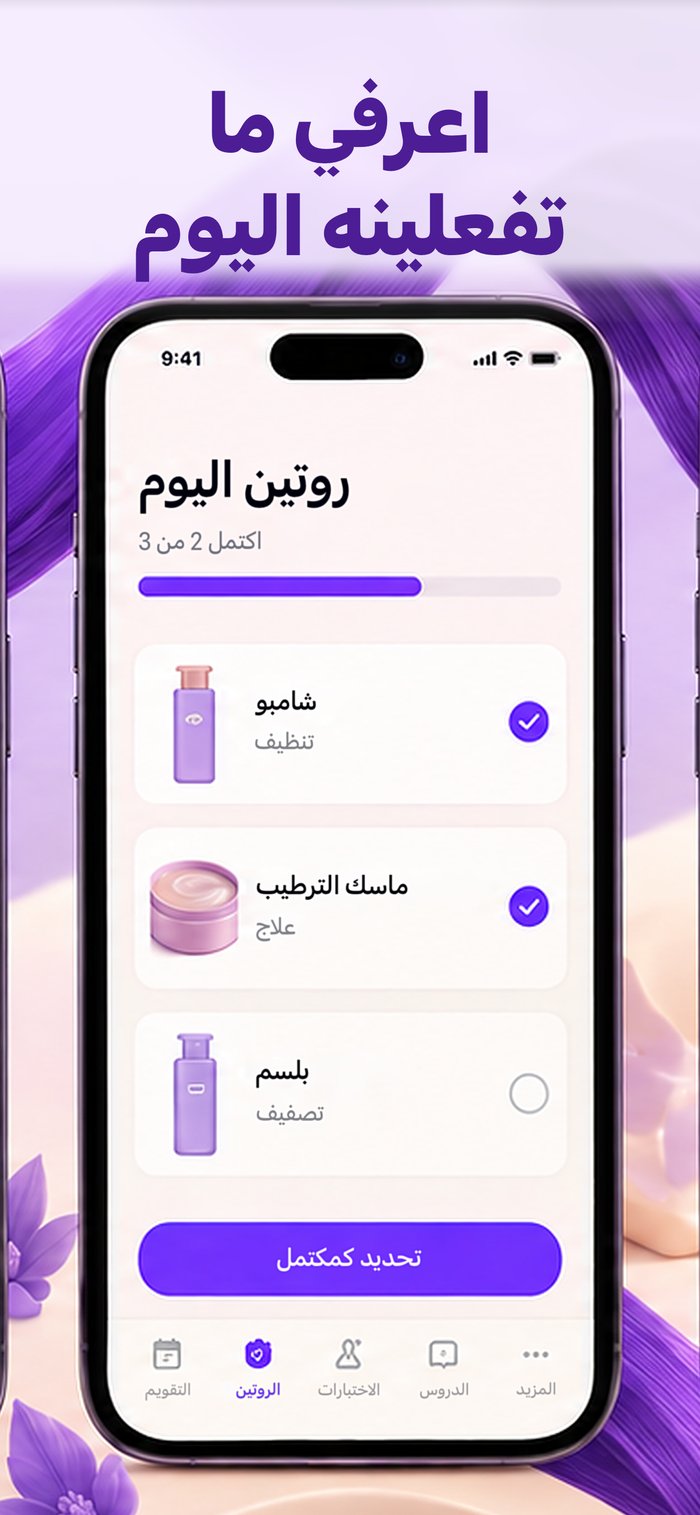 اعرفي ما
تفعلينه اليوم
9:41
روتين اليوم
اكتمل 2 من 3
شامبو
تنظيف
ماسك الترطيب
علاج
بلسم
تصفيف
تحديد كمكتمل
التقويم
الروتين
الاختبارات
الدروس
المزيد